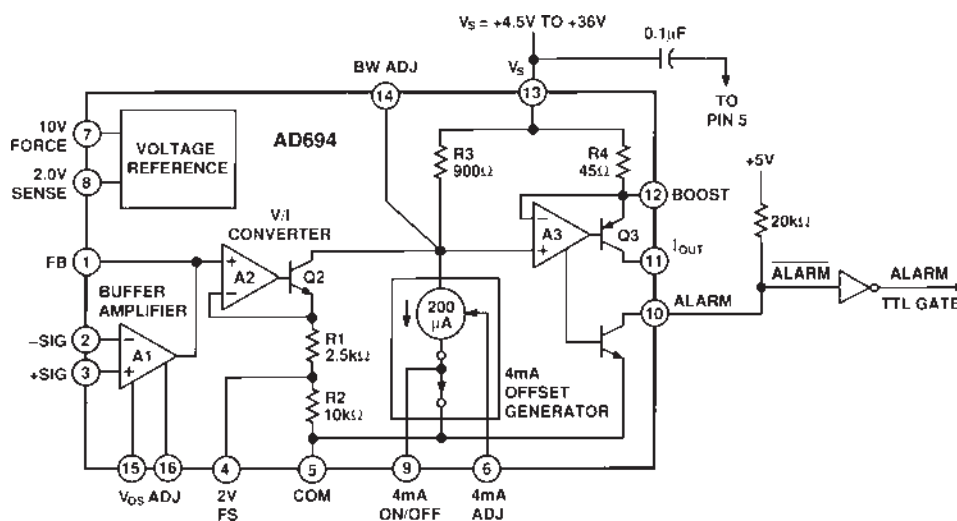 V_S = +4.5V TO +36V
0.1μF
TO
PIN 5
BW ADJ
V_S
14
13
10V
FORCE
7
2.0V
SENSE
8
VOLTAGE
REFERENCE
AD694
R3
900Ω
R4
45Ω
12
BOOST
+5V
20kΩ
V/I
CONVERTER
FB
1
+
A2
−
Q2
−
A3
+
Q3
11
I_OUT
ALARM
10
ALARM
ALARM
TTL GATE
BUFFER
AMPLIFIER
−SIG
2
−
A1
+SIG
3
+
R1
2.5kΩ
R2
10kΩ
200
μA
4mA
OFFSET
GENERATOR
15
16
4
5
9
6
V_OS ADJ
2V
FS
COM
4mA
ON/OFF
4mA
ADJ